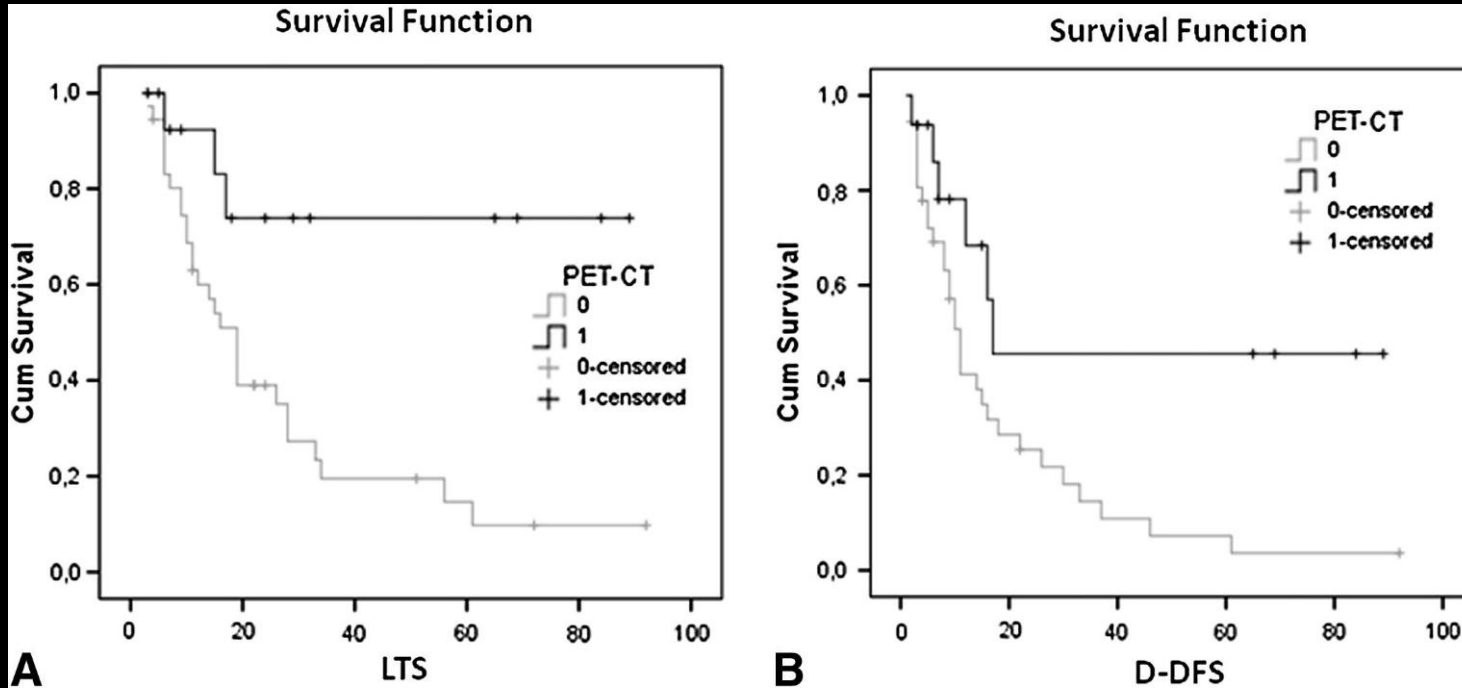 Survival Function
1,0
0,8
0,6
0,4
0,2
0,0
Cum Survival
PET-CT
0
1
0-censored
1-censored
0 20 40 60 80 100
LTS
A
Survival Function
1,0
0,8
0,6
0,4
0,2
0,0
Cum Survival
PET-CT
0
1
0-censored
1-censored
0 20 40 60 80 100
D-DFS
B